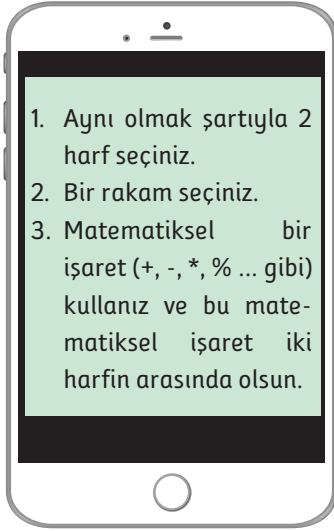 1. Aynı olmak şartıyla 2
harf seçiniz.
2. Bir rakam seçiniz.
3. Matematiksel bir
işaret (+, -, *, % ... gibi)
kullanız ve bu mate-
matiksel işaret iki
harfin arasında olsun.